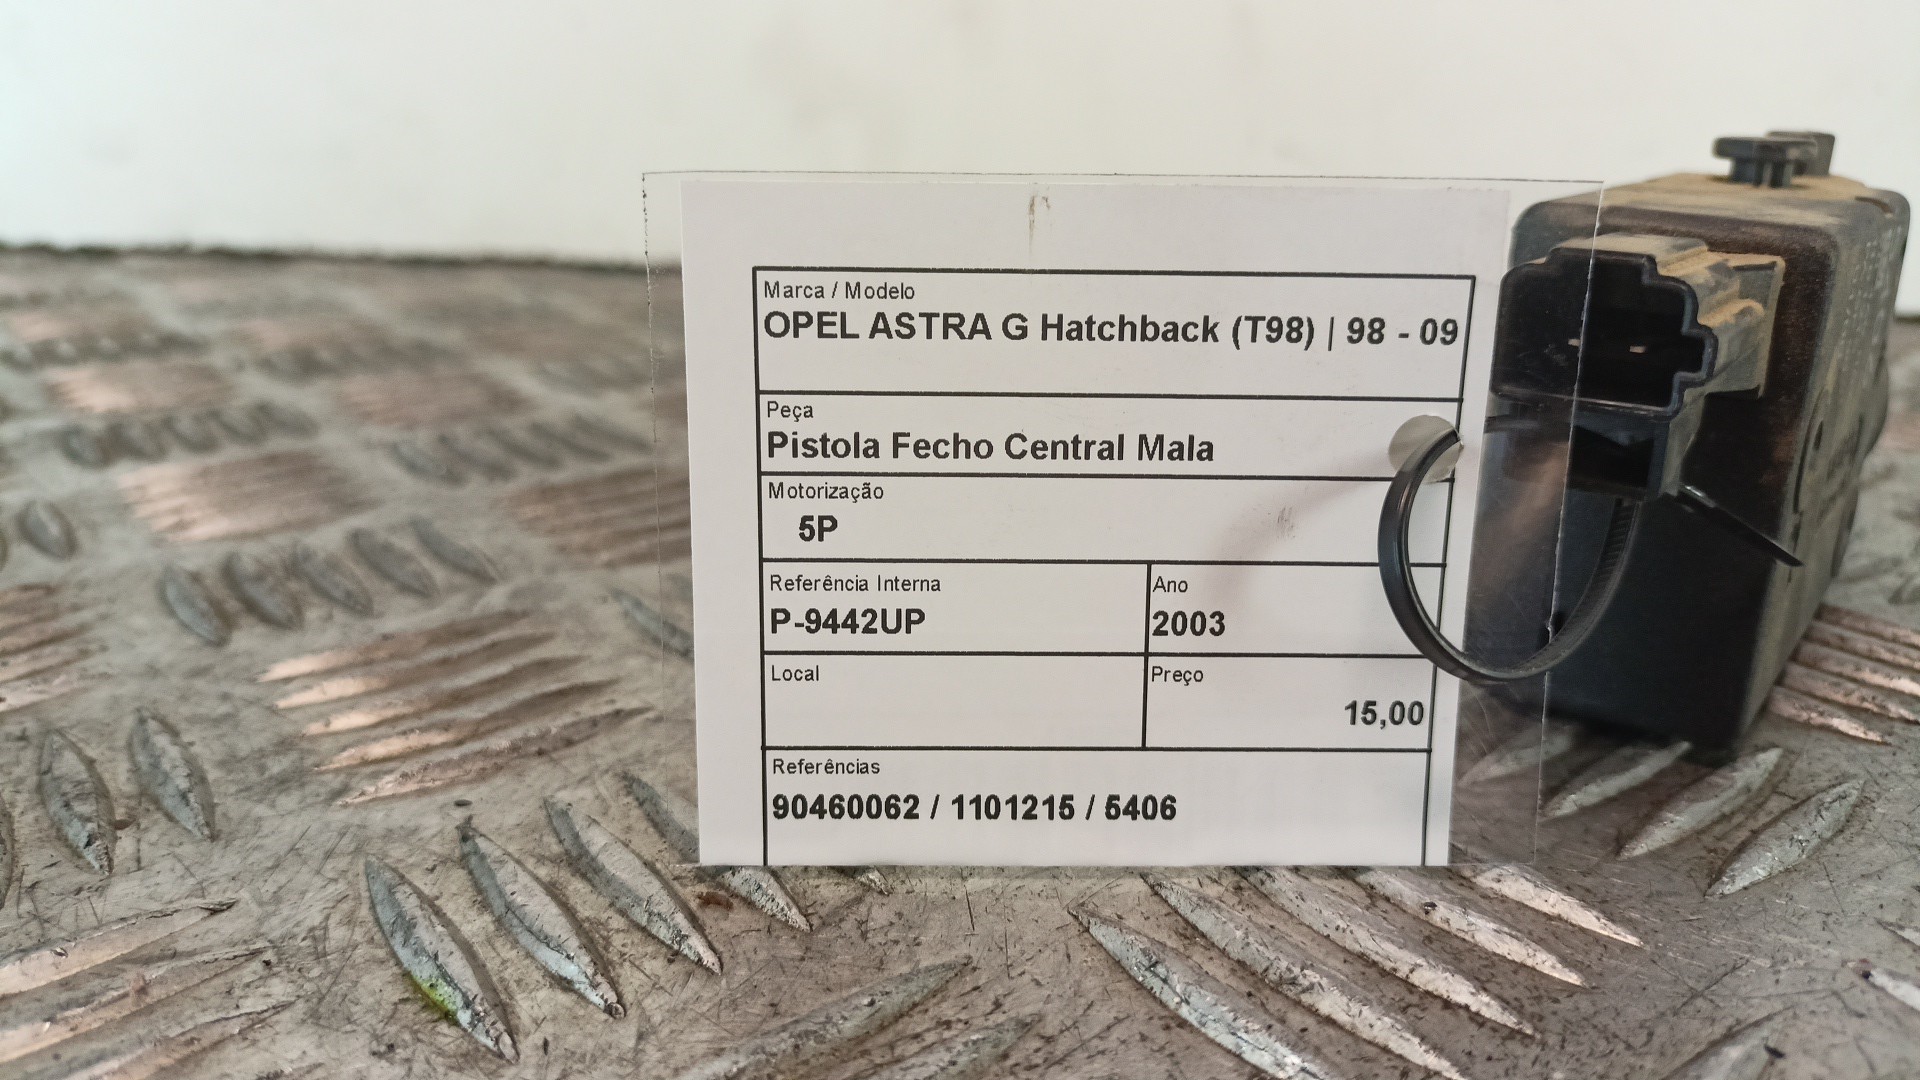 Marca / Modelo
OPEL ASTRA G Hatchback (T98) | 98 - 09
Peça
Pistola Fecho Central Mala
Motorização
5P
Referência Interna
P-9442UP
Ano
2003
Local
Preço
15,00
Referências
90460062 / 1101215 / 5406